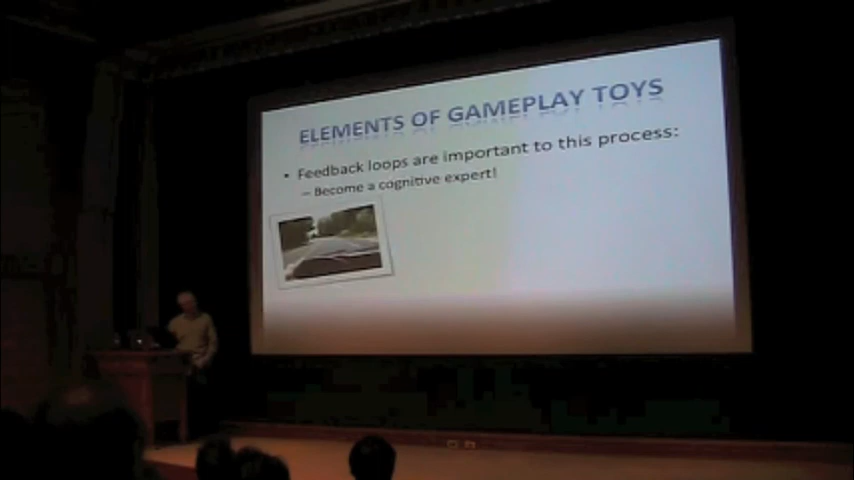 ELEMENTS OF GAMEPLAY TOYS
• Feedback loops are important to this process:
– Become a cognitive expert!